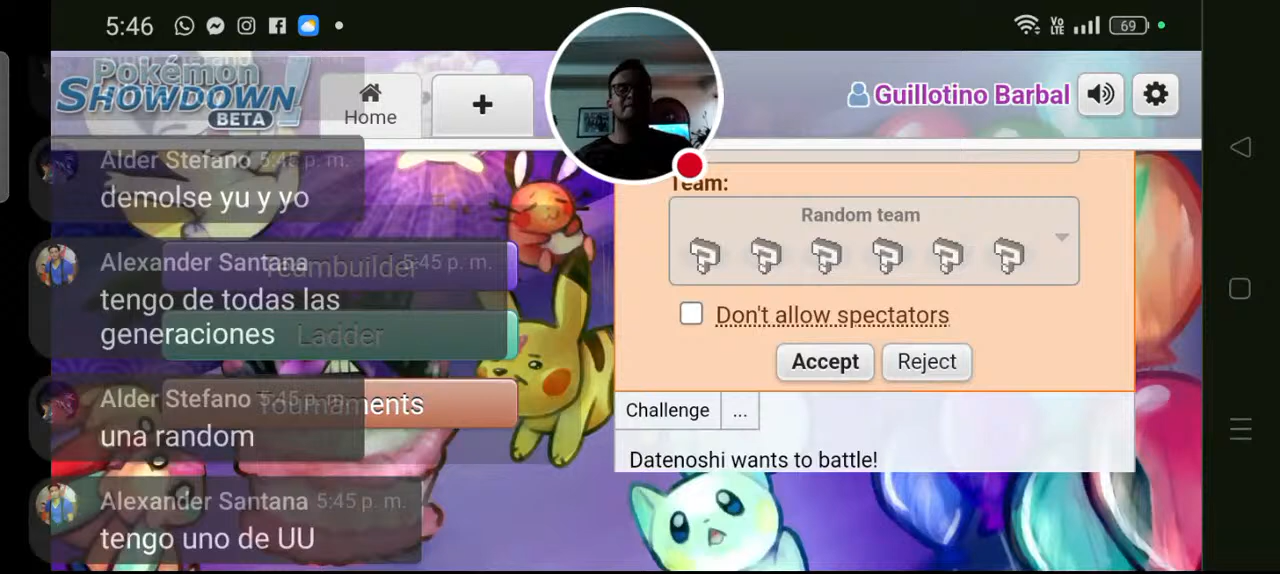 5:46
Vo
LTE
69
Pokémon
SHOWDOWN!
BETA
Home
+
Guillotino Barbal
Alder Stefano 5:45 p. m.
demolse yu y yo
Alexander Santana 5:45 p. m.
tengo de todas las
generaciones
Alder Stefano 5:45 p. m.
una random
Alexander Santana 5:45 p. m.
tengo uno de UU
Teambuilder
Ladder
Tournaments
Team:
Random team
? ? ? ? ? ?
Don't allow spectators
Accept
Reject
Challenge
...
Datenoshi wants to battle!